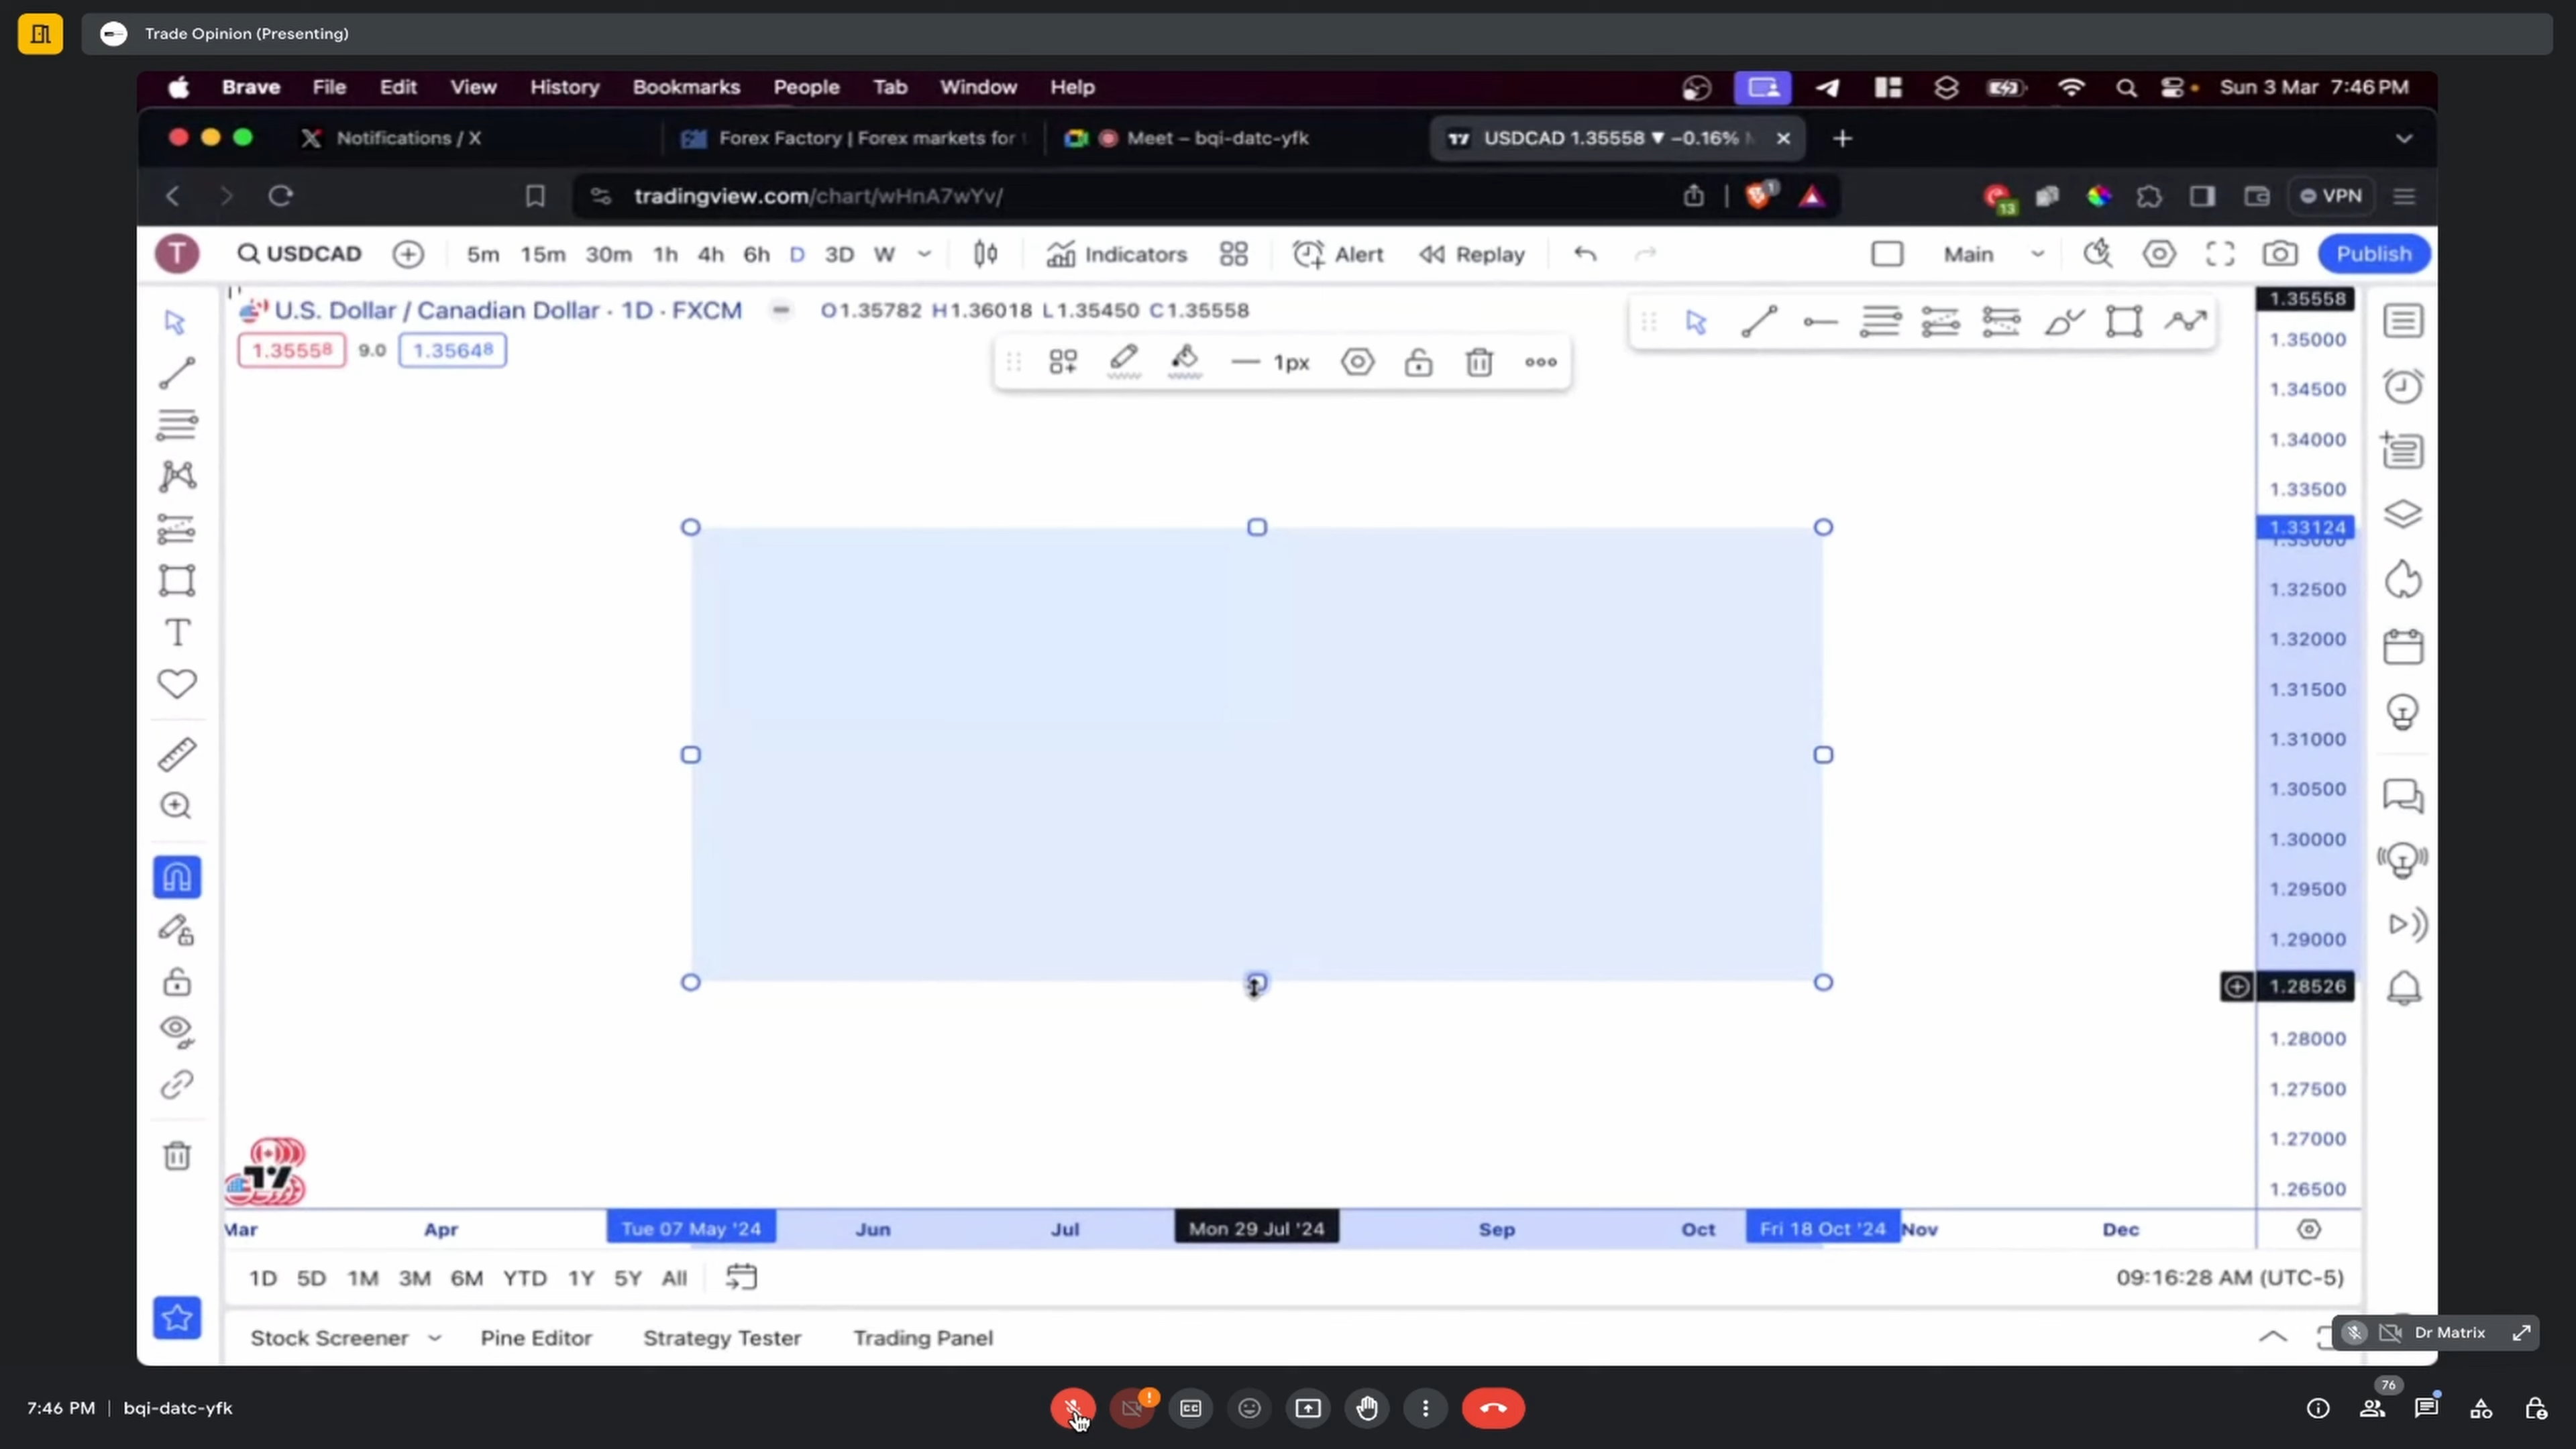 Trade Opinion (Presenting)
Brave File Edit View History Bookmarks People Tab Window Help Sun 3 Mar 7:46 PM
Notifications / X Forex Factory | Forex markets for Meet – bqi-datc-yfk USDCAD 1.35558 ▼ −0.16%
tradingview.com/chart/wHnA7wYv/ 1 13 VPN
T USDCAD 5m 15m 30m 1h 4h 6h D 3D W Indicators Alert Replay Main Publish
U.S. Dollar / Canadian Dollar · 1D · FXCM O1.35782 H1.36018 L1.35450 C1.35558
1.35558 9.0 1.35648
1px
1.35558
1.35000
1.34500
1.34000
1.33500
1.33124
1.33000
1.32500
1.32000
1.31500
1.31000
1.30500
1.30000
1.29500
1.29000
1.28526
1.28000
1.27500
1.27000
1.26500
Mar Apr Tue 07 May '24 Jun Jul Mon 29 Jul '24 Sep Oct Fri 18 Oct '24 Nov Dec
1D 5D 1M 3M 6M YTD 1Y 5Y All 09:16:28 AM (UTC-5)
Stock Screener Pine Editor Strategy Tester Trading Panel
Dr Matrix
7:46 PM | bqi-datc-yfk CC 76